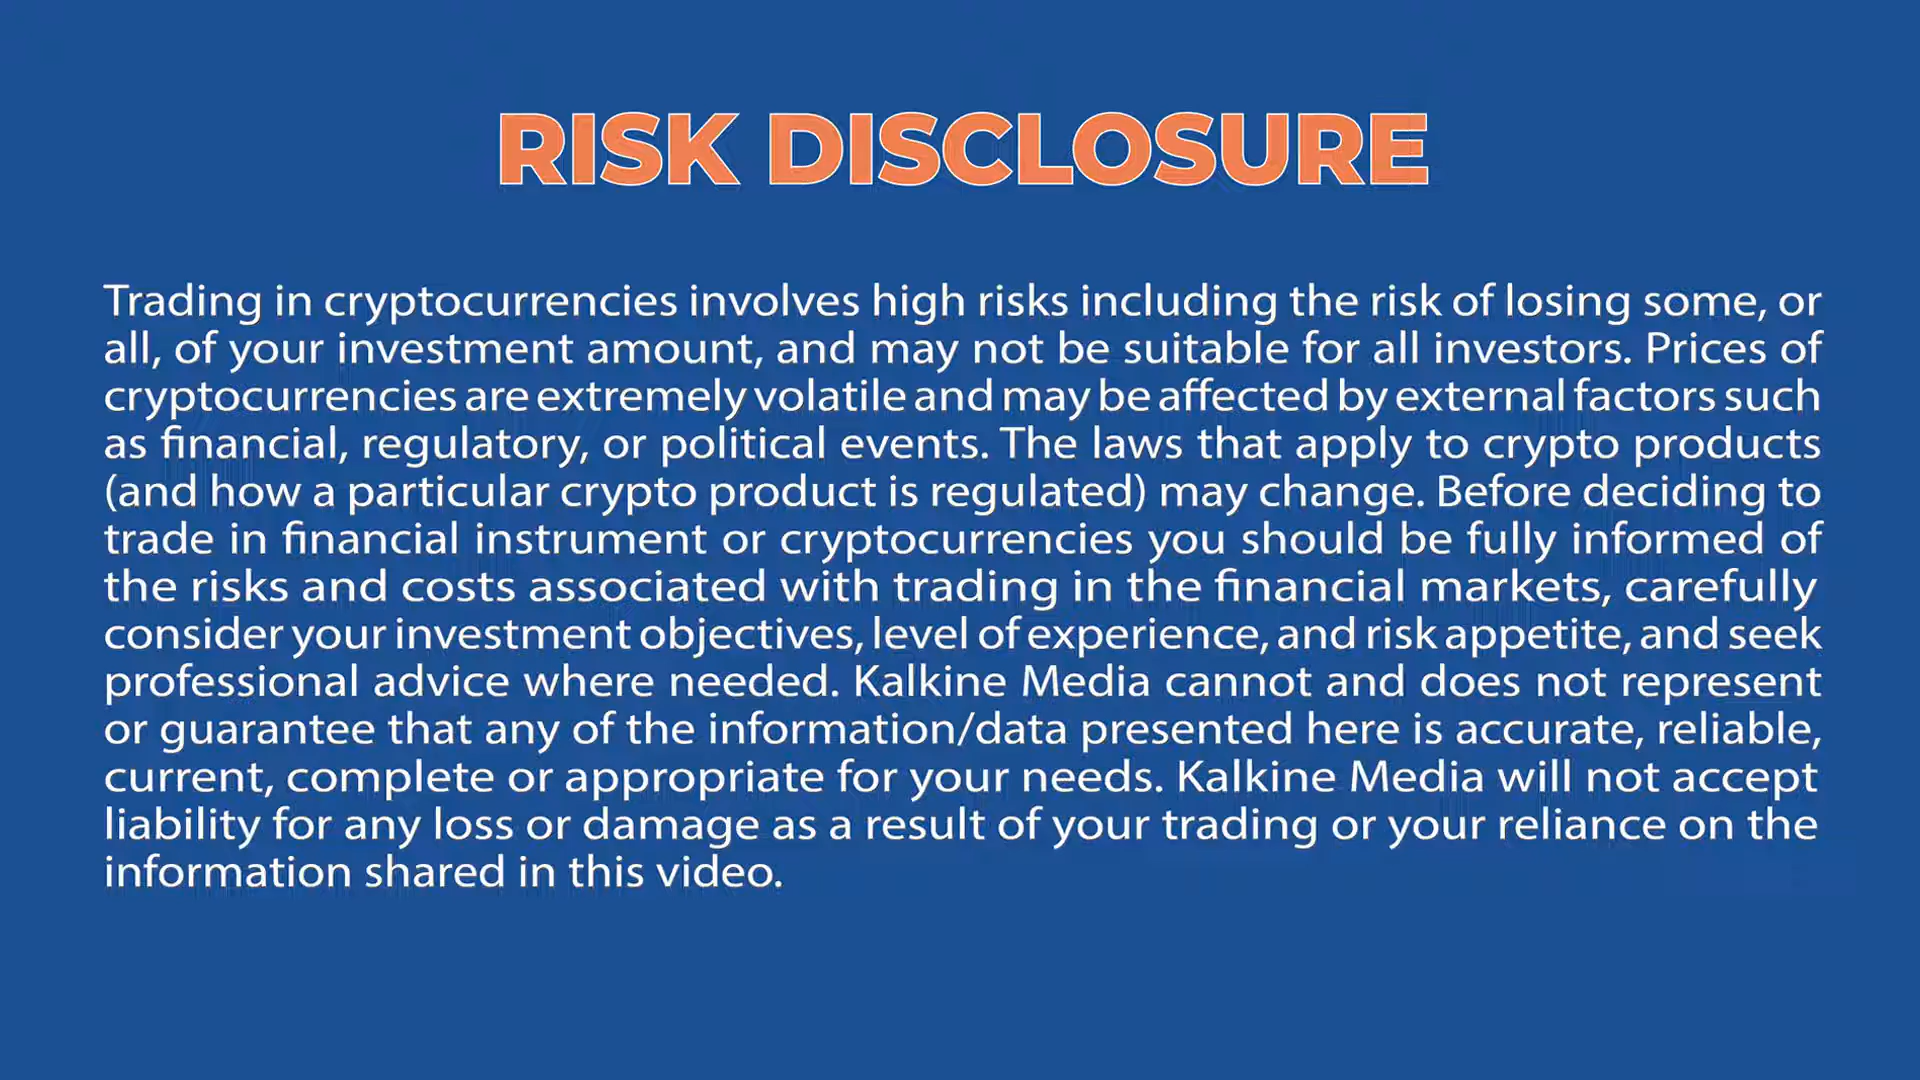 RISK DISCLOSURE
Trading in cryptocurrencies involves high risks including the risk of losing some, or
all, of your investment amount, and may not be suitable for all investors. Prices of
cryptocurrencies are extremely volatile and may be affected by external factors such
as financial, regulatory, or political events. The laws that apply to crypto products
(and how a particular crypto product is regulated) may change. Before deciding to
trade in financial instrument or cryptocurrencies you should be fully informed of
the risks and costs associated with trading in the financial markets, carefully
consider your investment objectives, level of experience, and risk appetite, and seek
professional advice where needed. Kalkine Media cannot and does not represent
or guarantee that any of the information/data presented here is accurate, reliable,
current, complete or appropriate for your needs. Kalkine Media will not accept
liability for any loss or damage as a result of your trading or your reliance on the
information shared in this video.